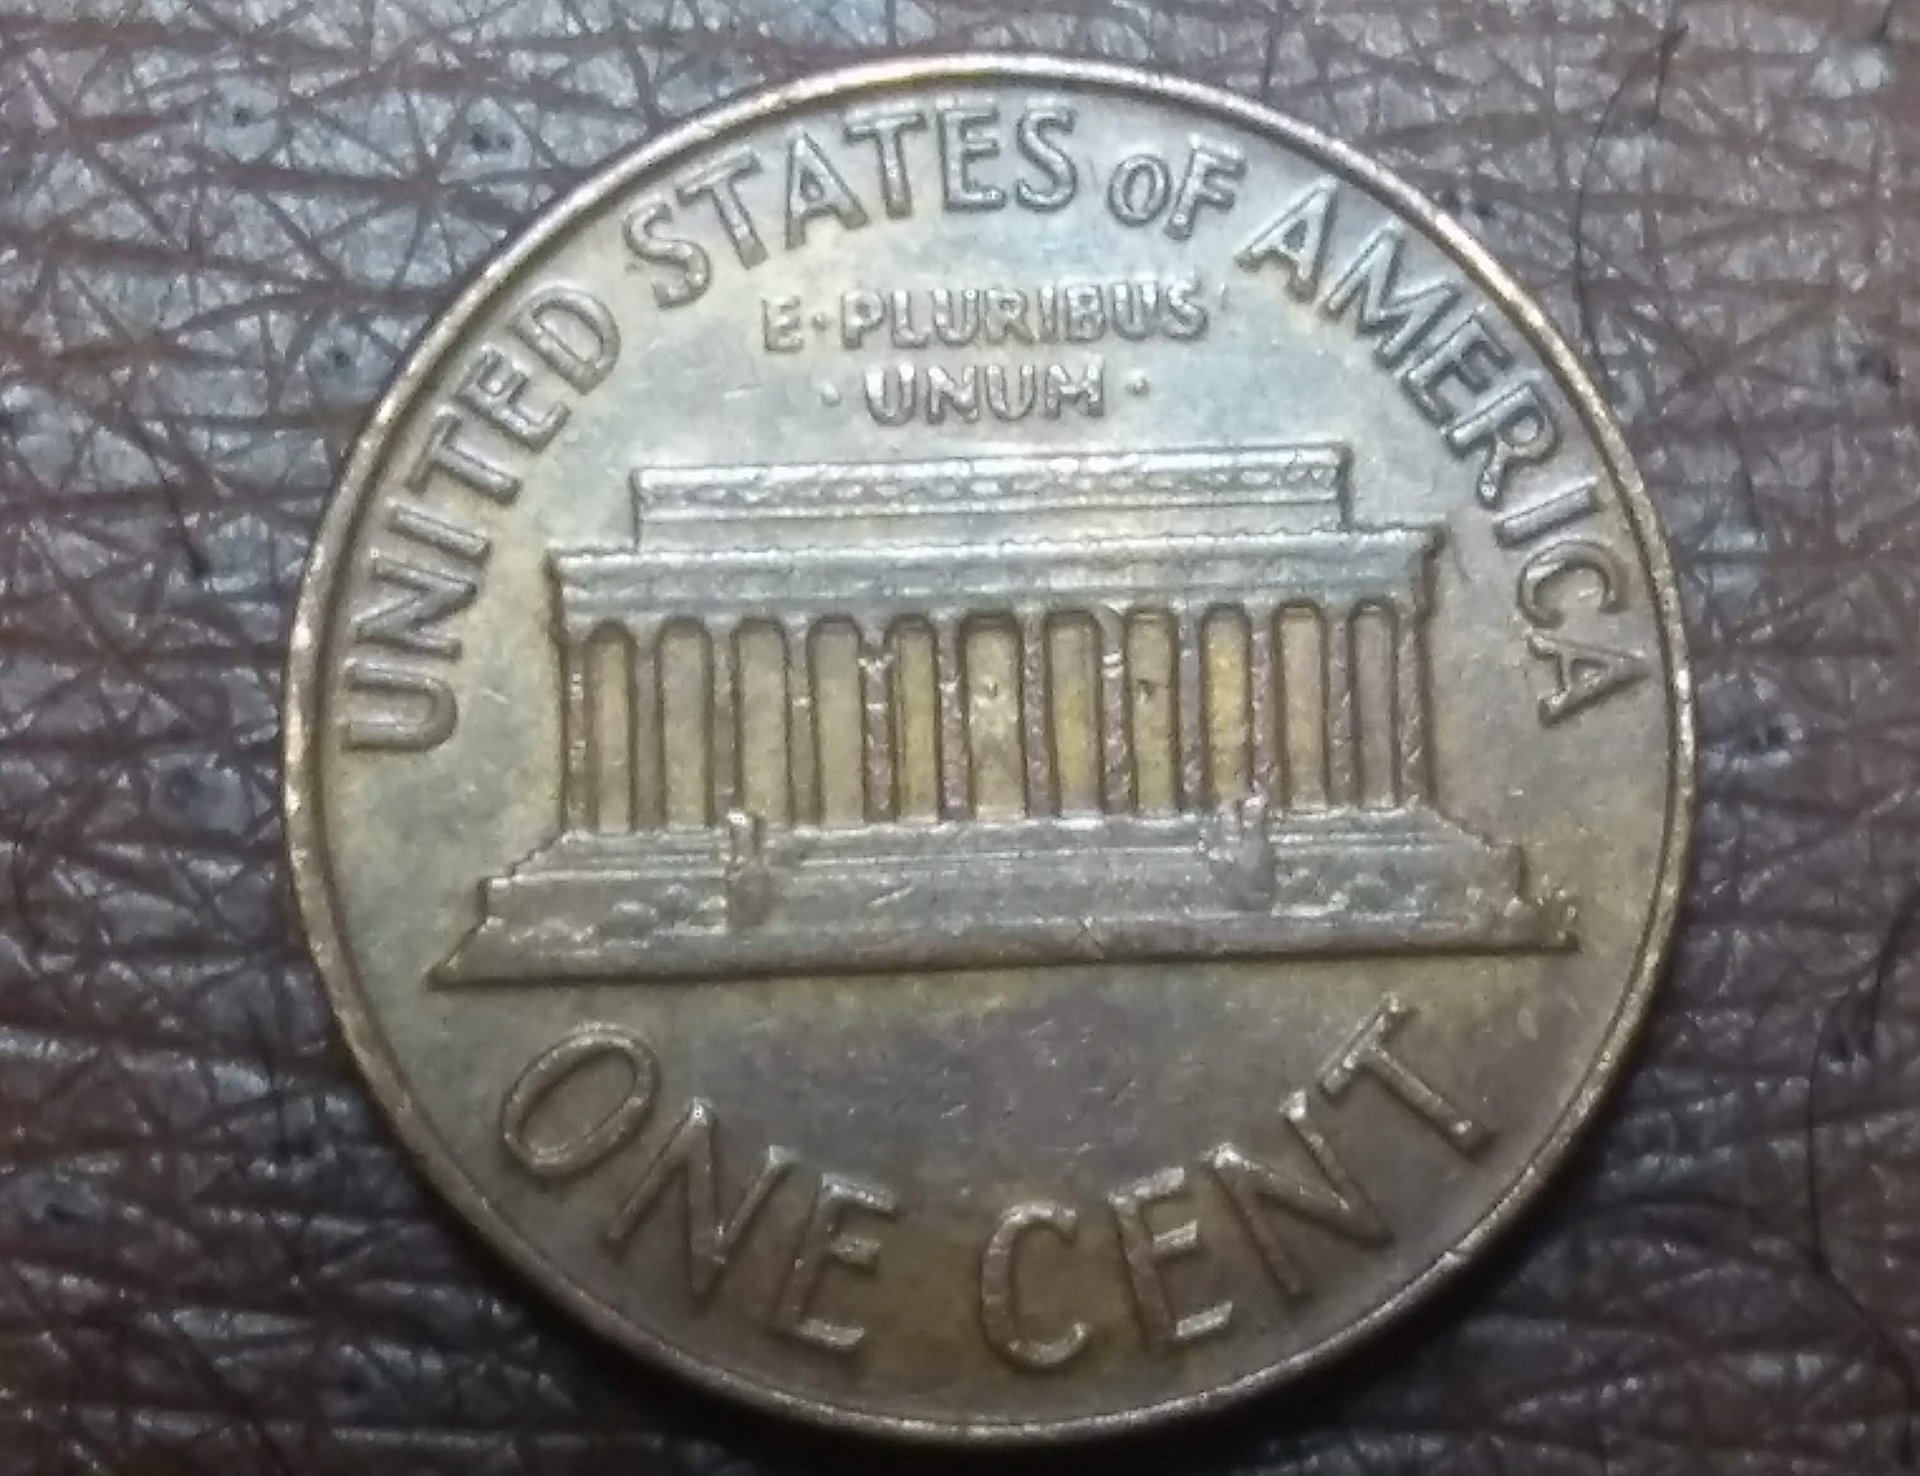 UNITED STATES OF AMERICA
E·PLURIBUS
·UNUM·
ONE CENT